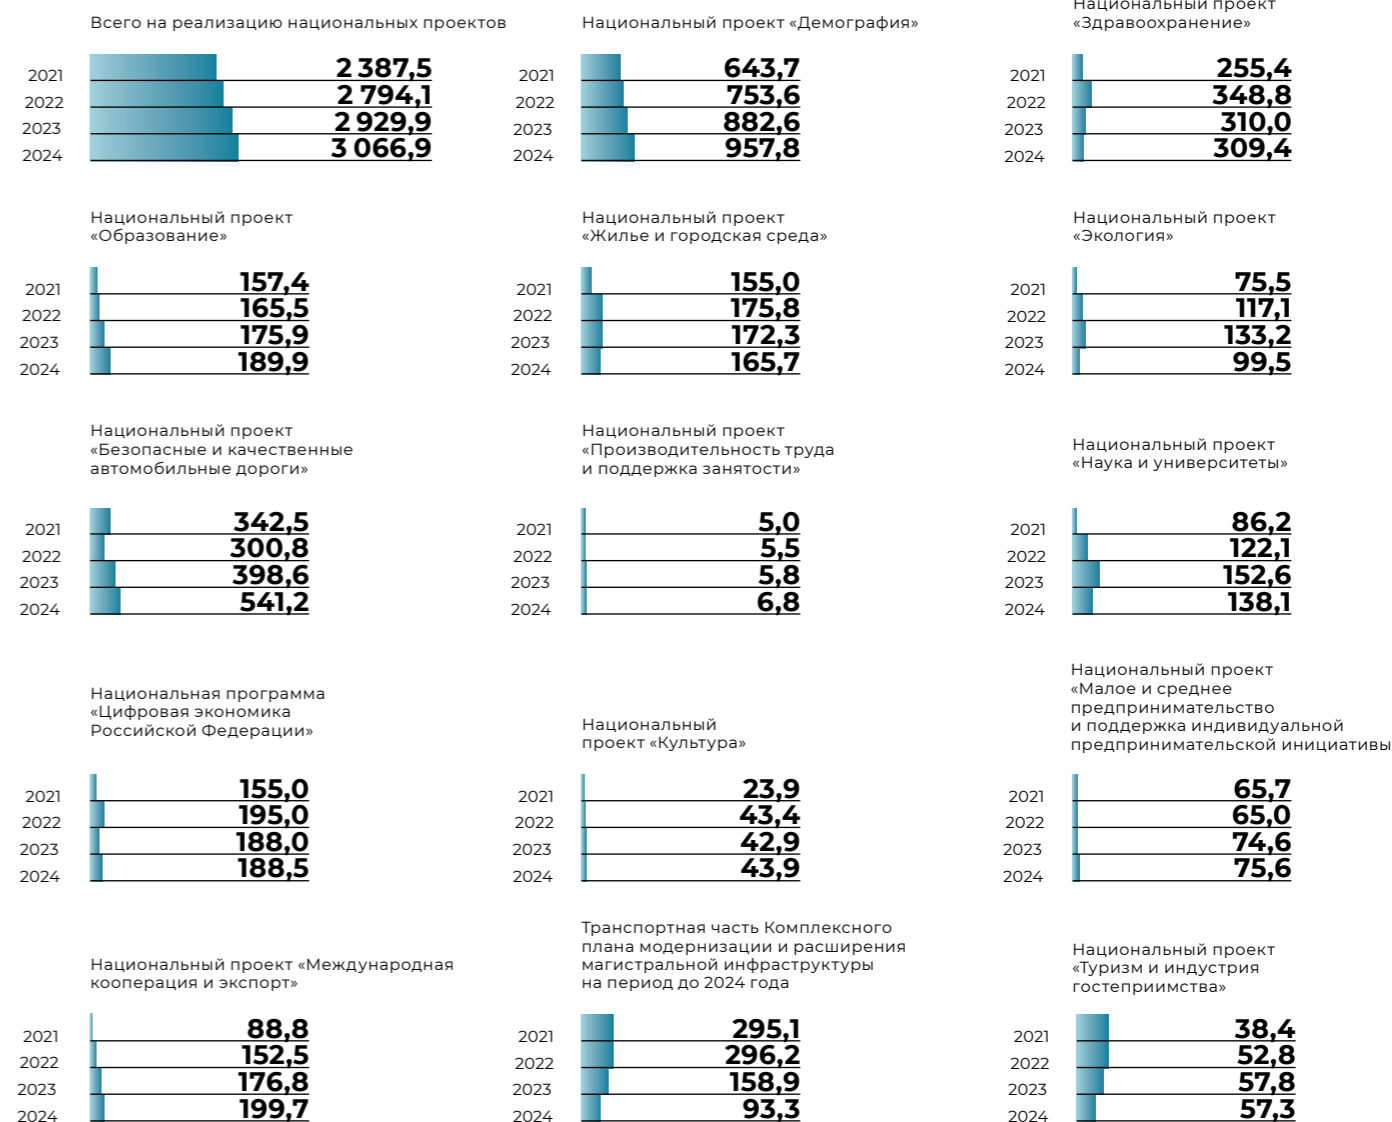 Всего на реализацию национальных проектов
2021 2 387,5
2022 2 794,1
2023 2 929,9
2024 3 066,9
Национальный проект «Демография»
2021 643,7
2022 753,6
2023 882,6
2024 957,8
Национальный проект
«Здравоохранение»
2021 255,4
2022 348,8
2023 310,0
2024 309,4
Национальный проект
«Образование»
2021 157,4
2022 165,5
2023 175,9
2024 189,9
Национальный проект
«Жилье и городская среда»
2021 155,0
2022 175,8
2023 172,3
2024 165,7
Национальный проект
«Экология»
2021 75,5
2022 117,1
2023 133,2
2024 99,5
Национальный проект
«Безопасные и качественные
автомобильные дороги»
2021 342,5
2022 300,8
2023 398,6
2024 541,2
Национальный проект
«Производительность труда
и поддержка занятости»
2021 5,0
2022 5,5
2023 5,8
2024 6,8
Национальный проект
«Наука и университеты»
2021 86,2
2022 122,1
2023 152,6
2024 138,1
Национальная программа
«Цифровая экономика
Российской Федерации»
2021 155,0
2022 195,0
2023 188,0
2024 188,5
Национальный
проект «Культура»
2021 23,9
2022 43,4
2023 42,9
2024 43,9
Национальный проект
«Малое и среднее
предпринимательство
и поддержка индивидуальной
предпринимательской инициативы
2021 65,7
2022 65,0
2023 74,6
2024 75,6
Национальный проект «Международная
кооперация и экспорт»
2021 88,8
2022 152,5
2023 176,8
2024 199,7
Транспортная часть Комплексного
плана модернизации и расширения
магистральной инфраструктуры
на период до 2024 года
2021 295,1
2022 296,2
2023 158,9
2024 93,3
Национальный проект
«Туризм и индустрия
гостеприимства»
2021 38,4
2022 52,8
2023 57,8
2024 57,3